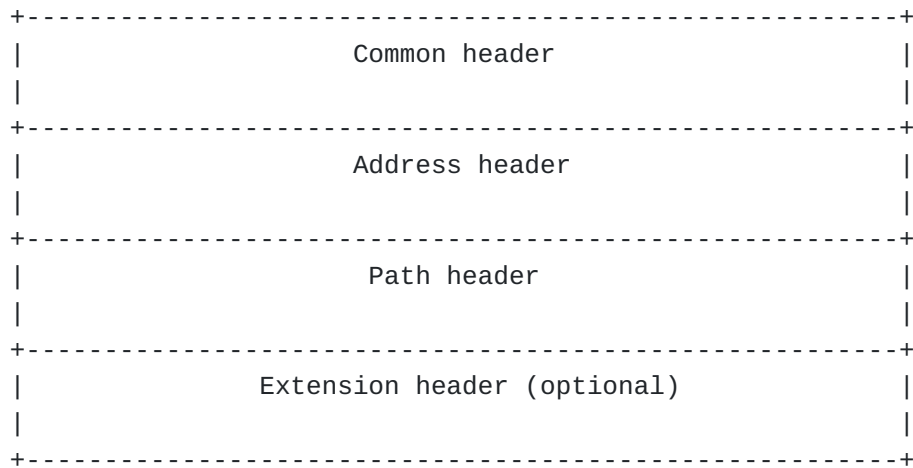 Common header
Address header
Path header
Extension header (optional)